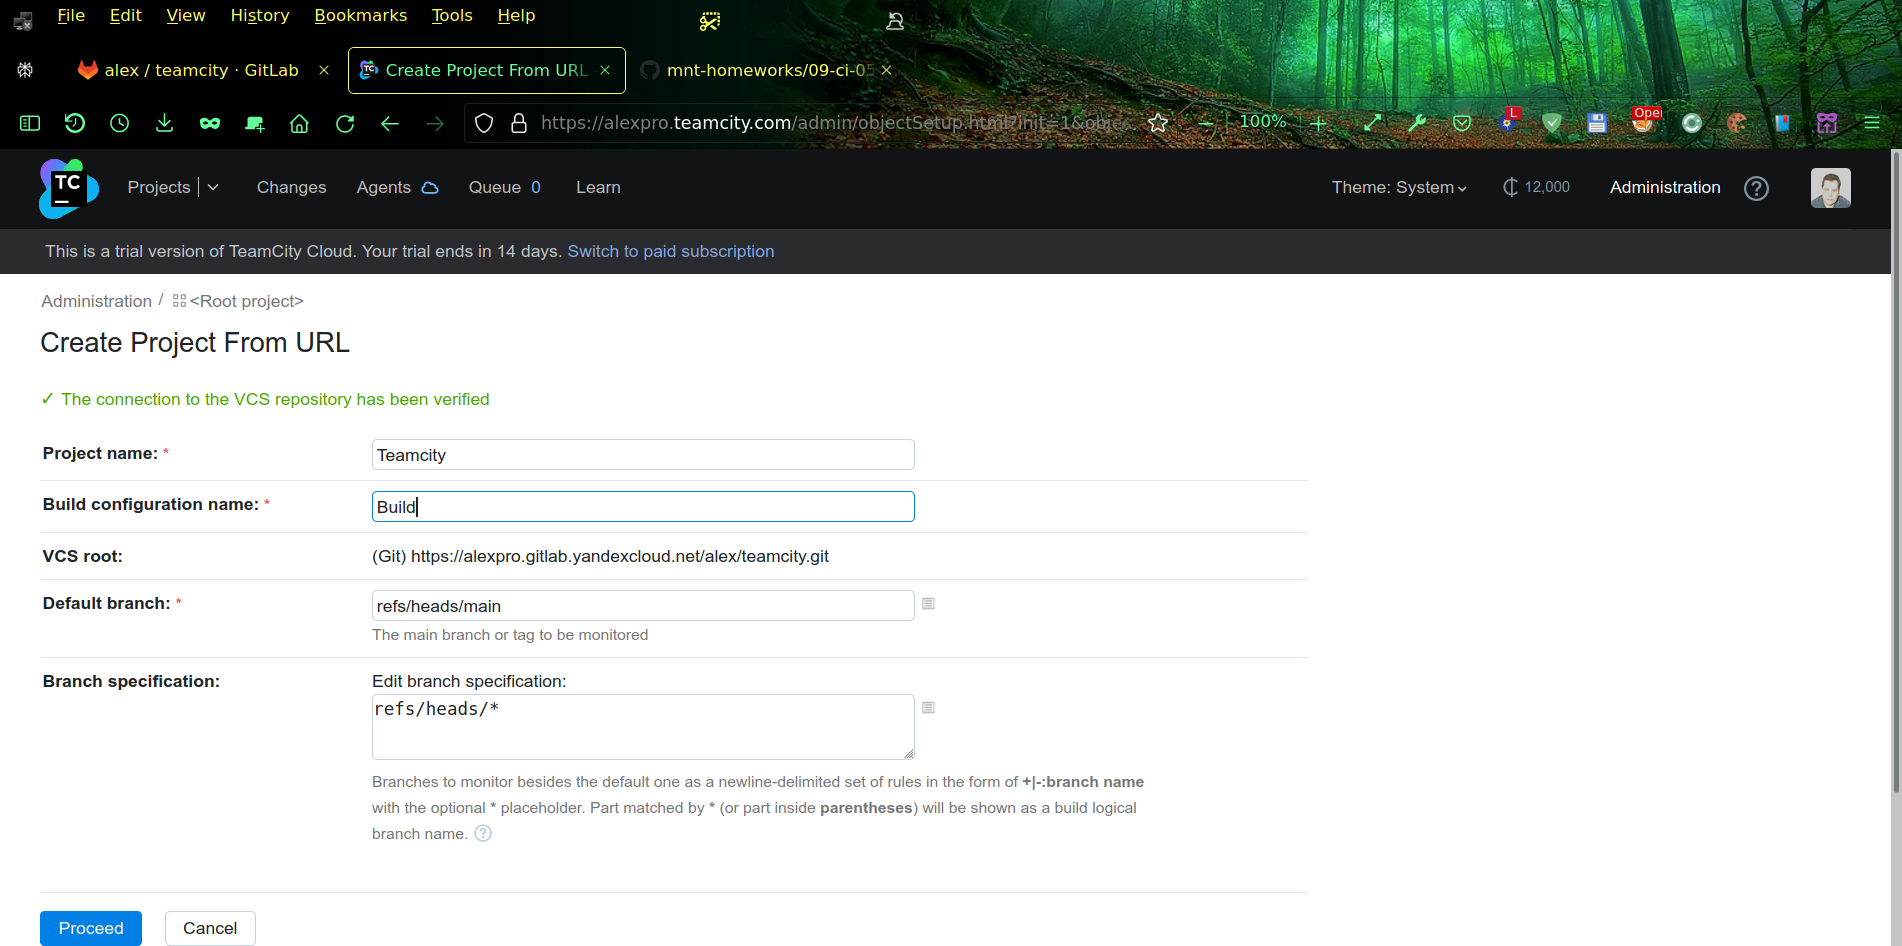 File Edit View History Bookmarks Tools Help
alex / teamcity · GitLab
Create Project From URL
mnt-homeworks/09-ci-05
https://alexpro.teamcity.com/admin/objectSetup.html?init=1&obje
100%
L
Oper
TC
Projects Changes Agents Queue 0 Learn
Theme: System 12,000 Administration
This is a trial version of TeamCity Cloud. Your trial ends in 14 days. Switch to paid subscription
Administration / <Root project>
Create Project From URL
✓ The connection to the VCS repository has been verified
Project name: * Teamcity
Build configuration name: * Build
VCS root: (Git) https://alexpro.gitlab.yandexcloud.net/alex/teamcity.git
Default branch: * refs/heads/main
The main branch or tag to be monitored
Branch specification: Edit branch specification:
refs/heads/*
Branches to monitor besides the default one as a newline-delimited set of rules in the form of +|-:branch name
with the optional * placeholder. Part matched by * (or part inside parentheses) will be shown as a build logical
branch name. ?
Proceed Cancel